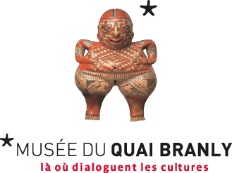 *MUSÉE DU QUAI BRANLY
là où dialoguent les cultures